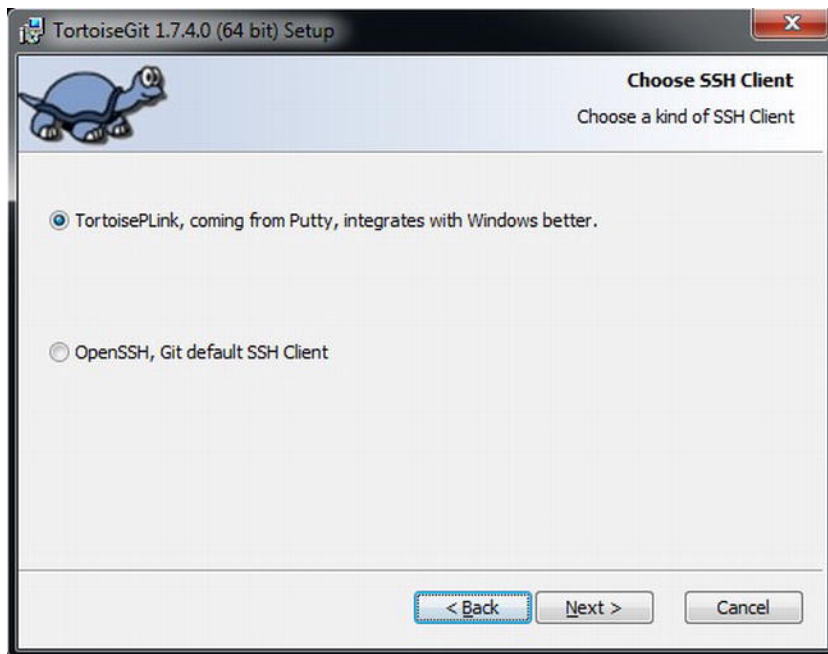 TortoiseGit 1.7.4.0 (64 bit) Setup
Choose SSH Client
Choose a kind of SSH Client
TortoisePLink, coming from Putty, integrates with Windows better.
OpenSSH, Git default SSH Client
< Back
Next >
Cancel